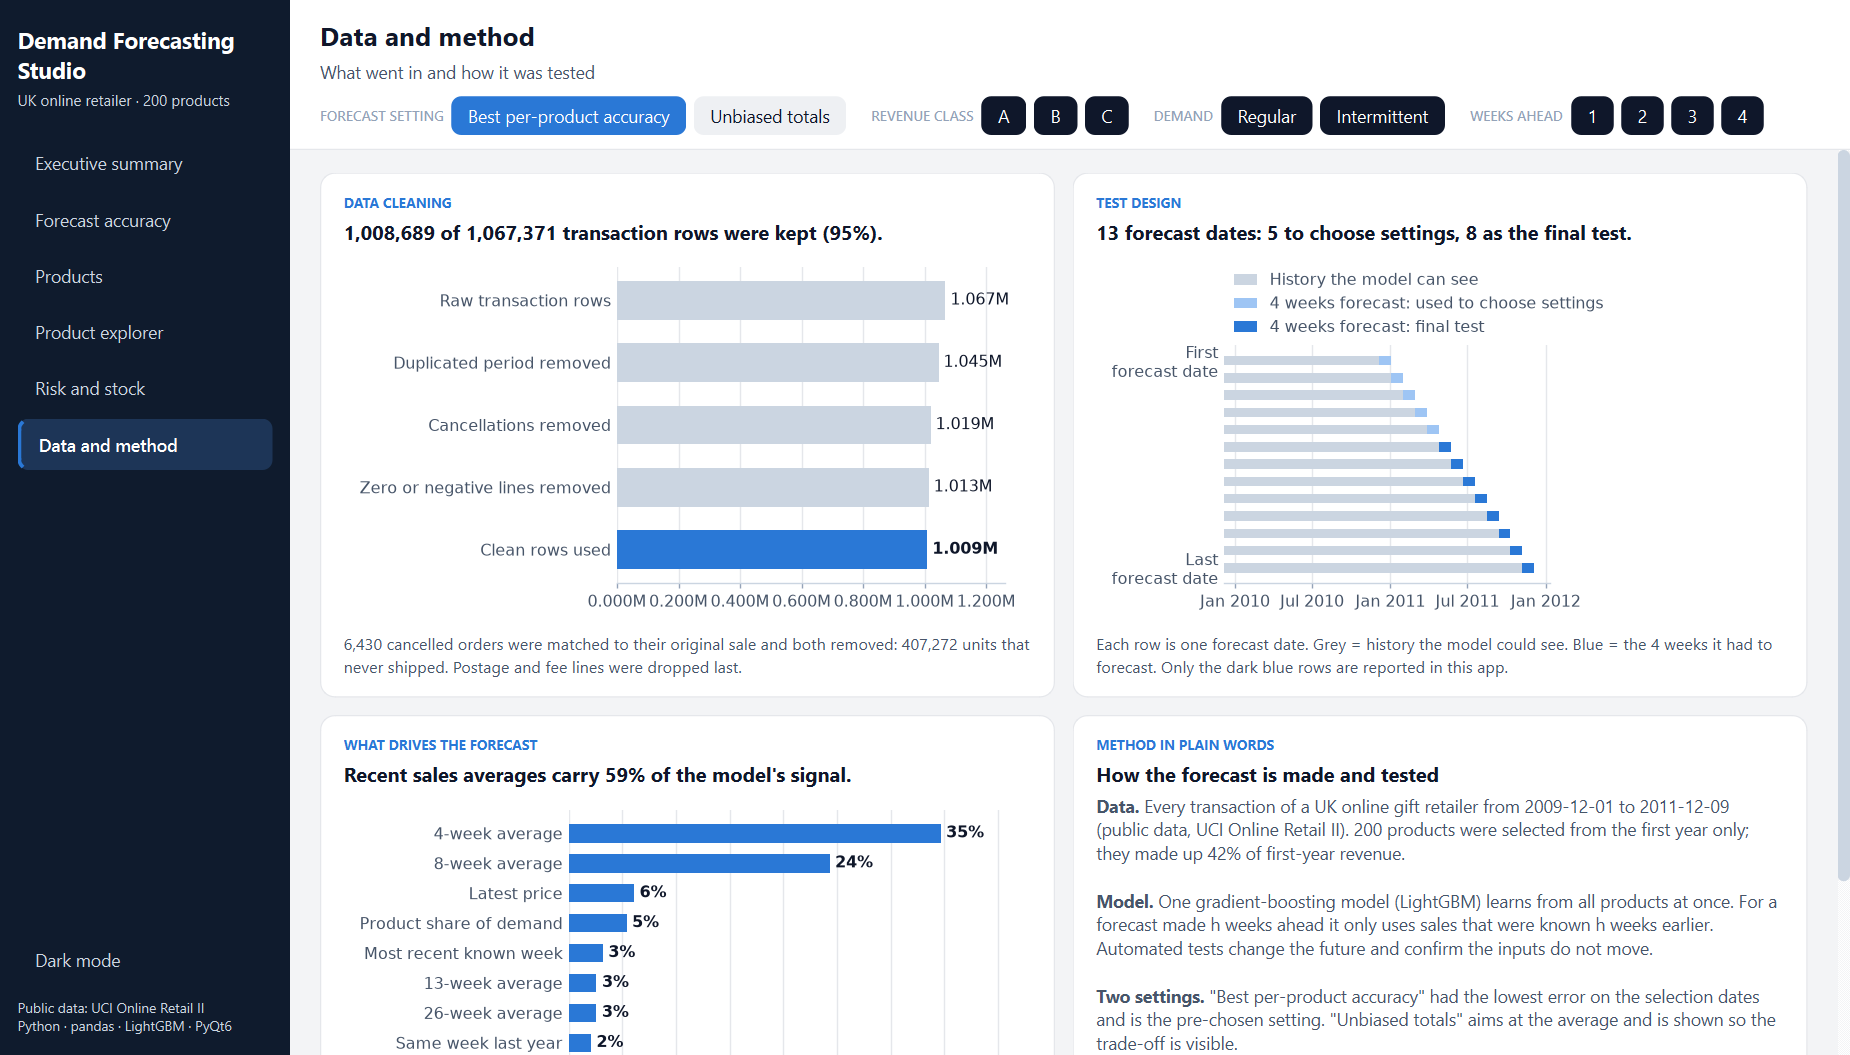 Demand Forecasting
Studio
UK online retailer · 200 products
Executive summary
Forecast accuracy
Products
Product explorer
Risk and stock
Data and method
Dark mode
Public data: UCI Online Retail II
Python · pandas · LightGBM · PyQt6
Data and method
What went in and how it was tested
FORECAST SETTING Best per-product accuracy Unbiased totals REVENUE CLASS A B C DEMAND Regular Intermittent WEEKS AHEAD 1 2 3 4
DATA CLEANING
1,008,689 of 1,067,371 transaction rows were kept (95%).
Raw transaction rows 1.067M
Duplicated period removed 1.045M
Cancellations removed 1.019M
Zero or negative lines removed 1.013M
Clean rows used 1.009M
0.000M 0.200M 0.400M 0.600M 0.800M 1.000M 1.200M
6,430 cancelled orders were matched to their original sale and both removed: 407,272 units that
never shipped. Postage and fee lines were dropped last.
TEST DESIGN
13 forecast dates: 5 to choose settings, 8 as the final test.
History the model can see
4 weeks forecast: used to choose settings
4 weeks forecast: final test
First
forecast date
Last
forecast date
Jan 2010 Jul 2010 Jan 2011 Jul 2011 Jan 2012
Each row is one forecast date. Grey = history the model could see. Blue = the 4 weeks it had to
forecast. Only the dark blue rows are reported in this app.
WHAT DRIVES THE FORECAST
Recent sales averages carry 59% of the model's signal.
4-week average 35%
8-week average 24%
Latest price 6%
Product share of demand 5%
Most recent known week 3%
13-week average 3%
26-week average 3%
Same week last year 2%
METHOD IN PLAIN WORDS
How the forecast is made and tested
Data. Every transaction of a UK online gift retailer from 2009-12-01 to 2011-12-09
(public data, UCI Online Retail II). 200 products were selected from the first year only;
they made up 42% of first-year revenue.
Model. One gradient-boosting model (LightGBM) learns from all products at once. For a
forecast made h weeks ahead it only uses sales that were known h weeks earlier.
Automated tests change the future and confirm the inputs do not move.
Two settings. "Best per-product accuracy" had the lowest error on the selection dates
and is the pre-chosen setting. "Unbiased totals" aims at the average and is shown so the
trade-off is visible.